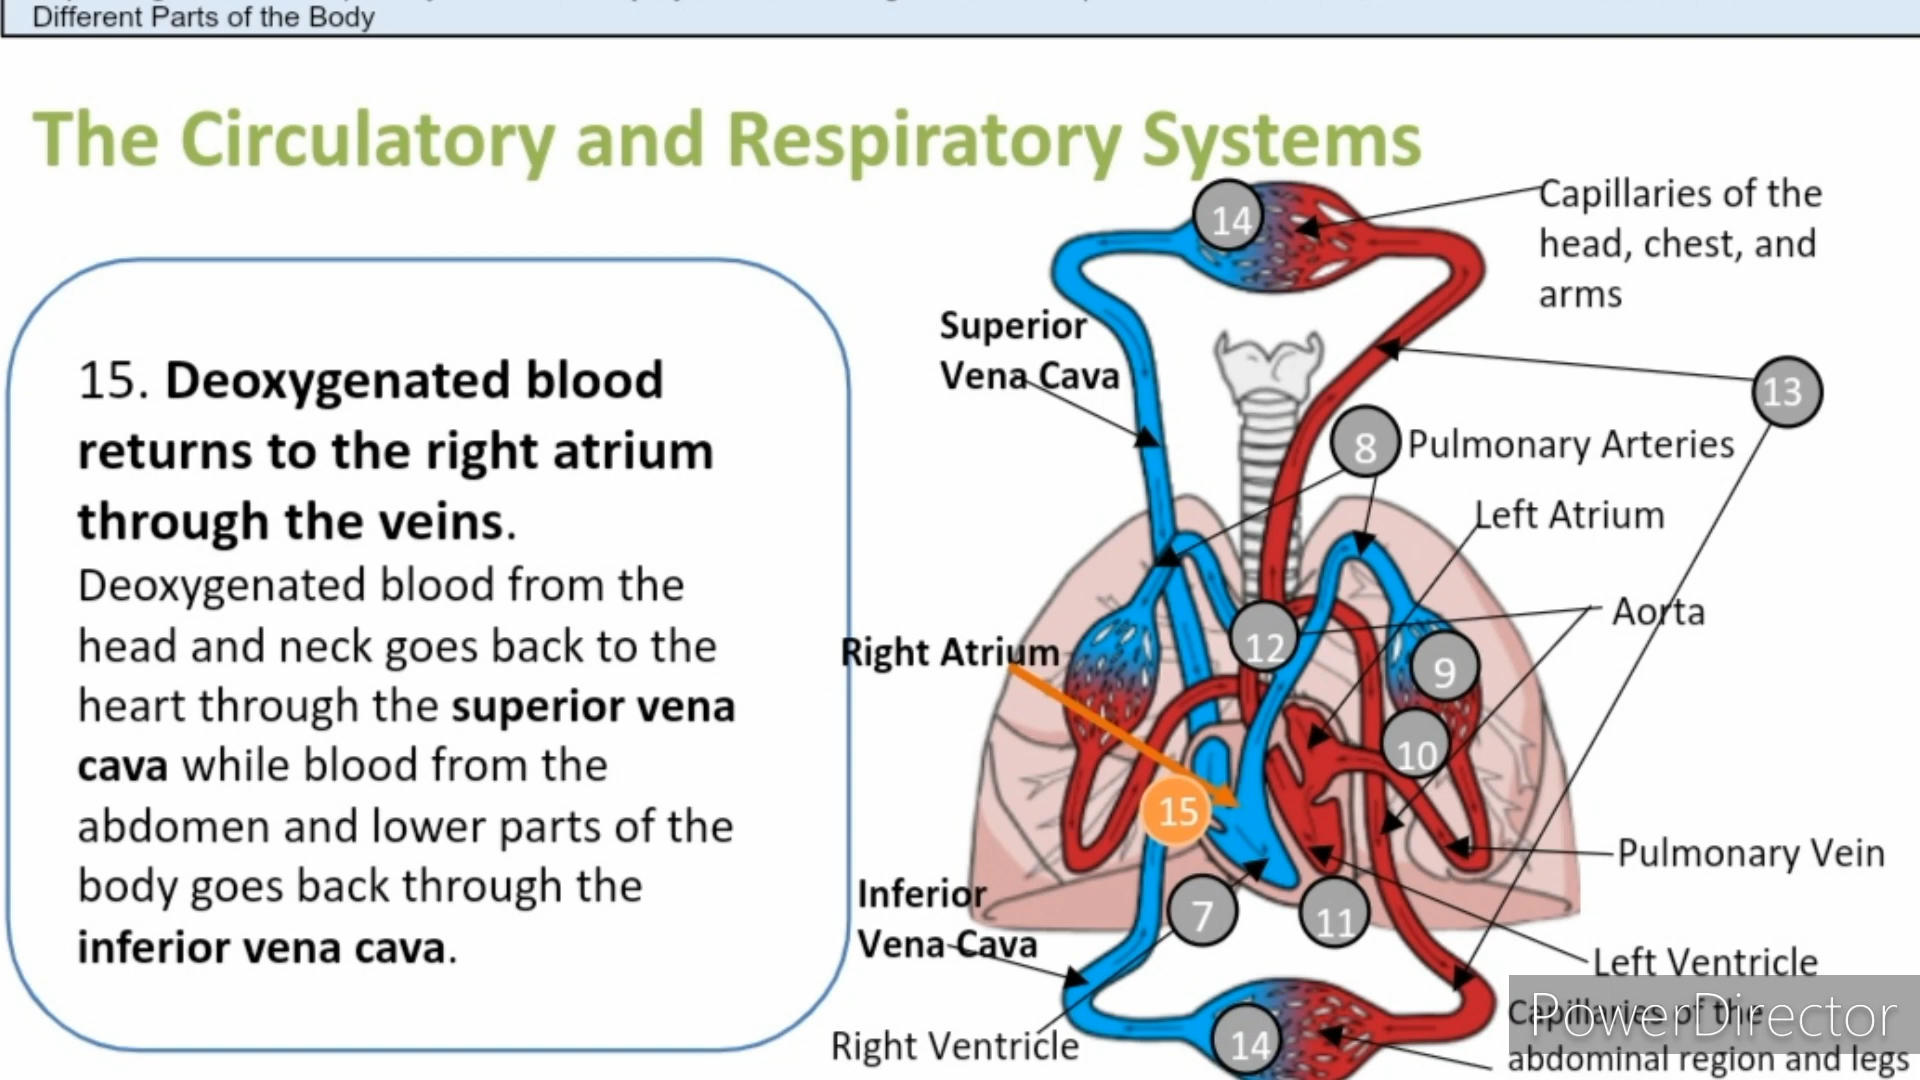 Different Parts of the Body
The Circulatory and Respiratory Systems
15. Deoxygenated blood
returns to the right atrium
through the veins.
Deoxygenated blood from the
head and neck goes back to the
heart through the superior vena
cava while blood from the
abdomen and lower parts of the
body goes back through the
inferior vena cava.
14
Capillaries of the
head, chest, and
arms
Superior
Vena Cava
13
8
Pulmonary Arteries
Left Atrium
Aorta
12
Right Atrium
9
10
15
Pulmonary Vein
Inferior
Vena Cava
7
11
Left Ventricle
Right Ventricle
14
Capillaries of the
abdominal region and legs
PowerDirector